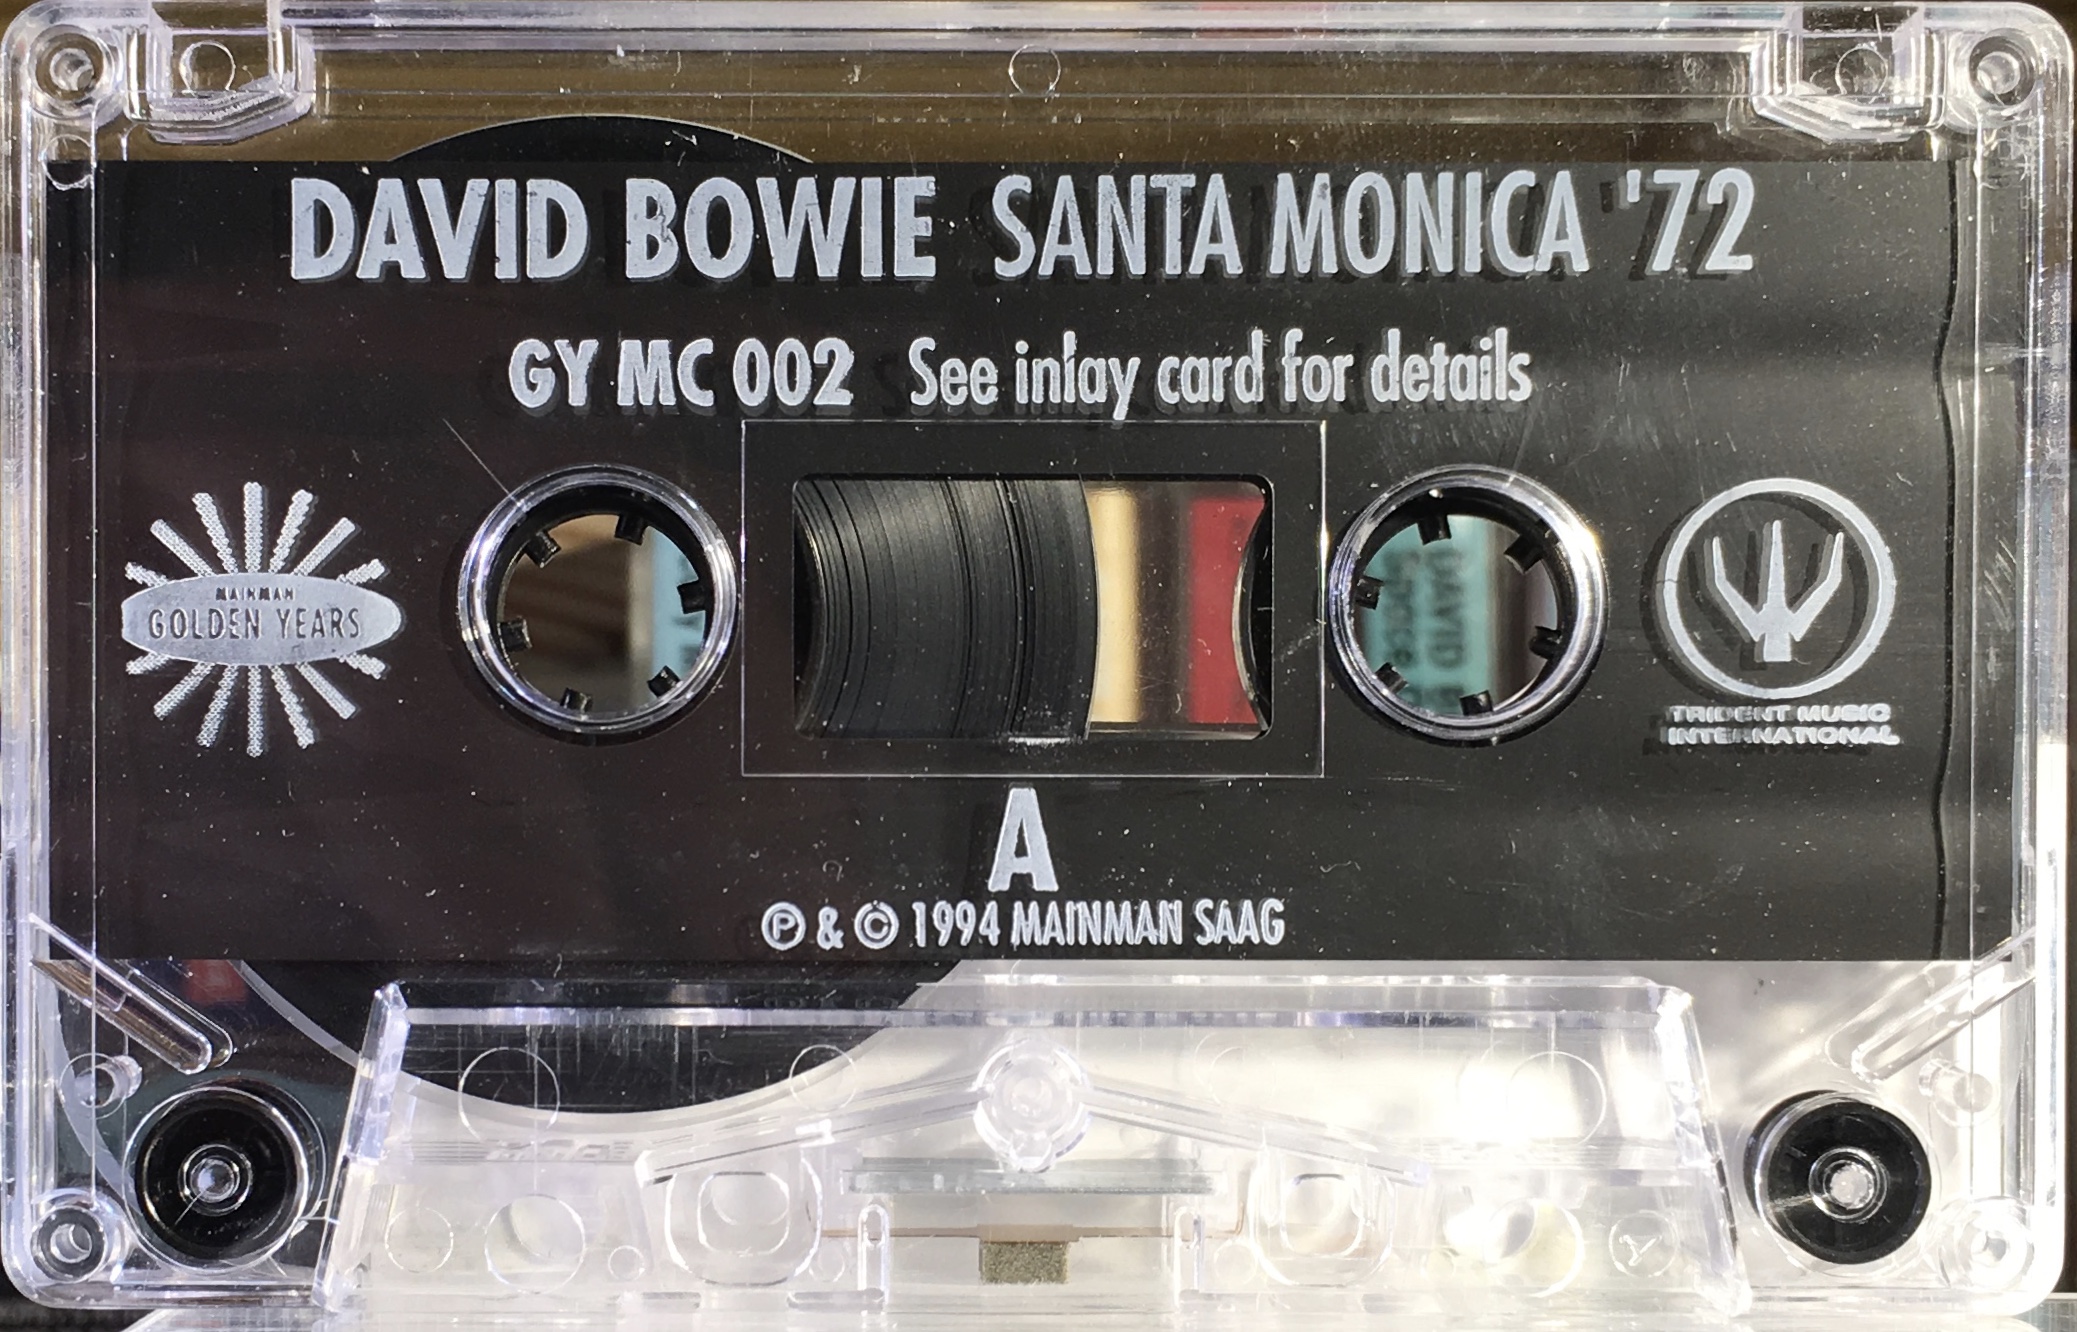 DAVID BOWIE SANTA MONICA '72
GY MC 002 See inlay card for details
MAINMAN
GOLDEN YEARS
TRIDENT MUSIC
INTERNATIONAL
A
Ⓟ & © 1994 MAINMAN SAAG
DAVID